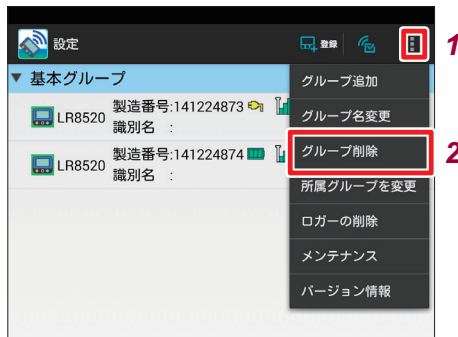 設定
登録
1
基本グループ
グループ追加
LR8520
製造番号:141224873
識別名 :
グループ名変更
グループ削除
2
LR8520
製造番号:141224874
識別名 :
所属グループを変更
ロガーの削除
メンテナンス
バージョン情報